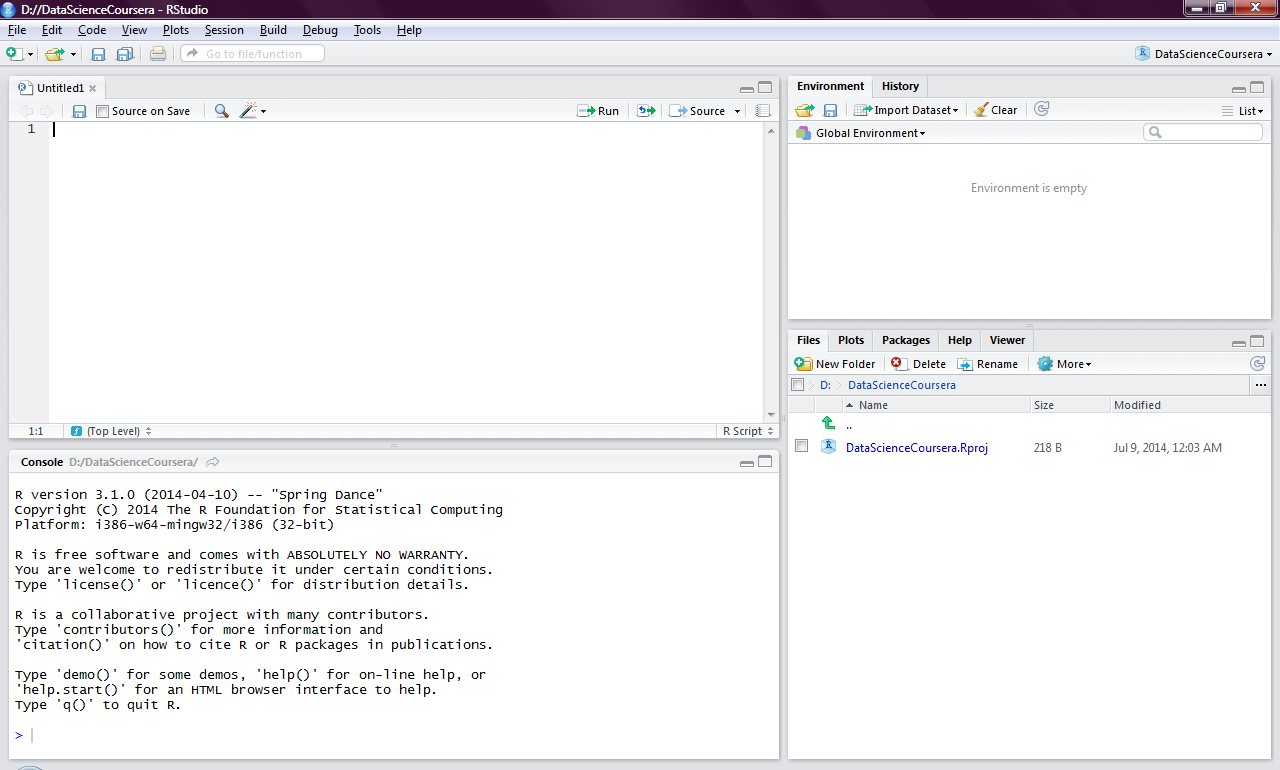 D://DataScienceCoursera - RStudio
File Edit Code View Plots Session Build Debug Tools Help
Go to file/function
DataScienceCoursera
Untitled1
Source on Save
Run
Source
1
1:1
(Top Level)
R Script
Console D:/DataScienceCoursera/
R version 3.1.0 (2014-04-10) -- "Spring Dance"
Copyright (C) 2014 The R Foundation for Statistical Computing
Platform: i386-w64-mingw32/i386 (32-bit)
R is free software and comes with ABSOLUTELY NO WARRANTY.
You are welcome to redistribute it under certain conditions.
Type 'license()' or 'licence()' for distribution details.
R is a collaborative project with many contributors.
Type 'contributors()' for more information and
'citation()' on how to cite R or R packages in publications.
Type 'demo()' for some demos, 'help()' for on-line help, or
'help.start()' for an HTML browser interface to help.
Type 'q()' to quit R.
>
Environment History
Import Dataset Clear List
Global Environment
Environment is empty
Files Plots Packages Help Viewer
New Folder Delete Rename More
D: DataScienceCoursera ...
Name Size Modified
..
DataScienceCoursera.Rproj 218 B Jul 9, 2014, 12:03 AM